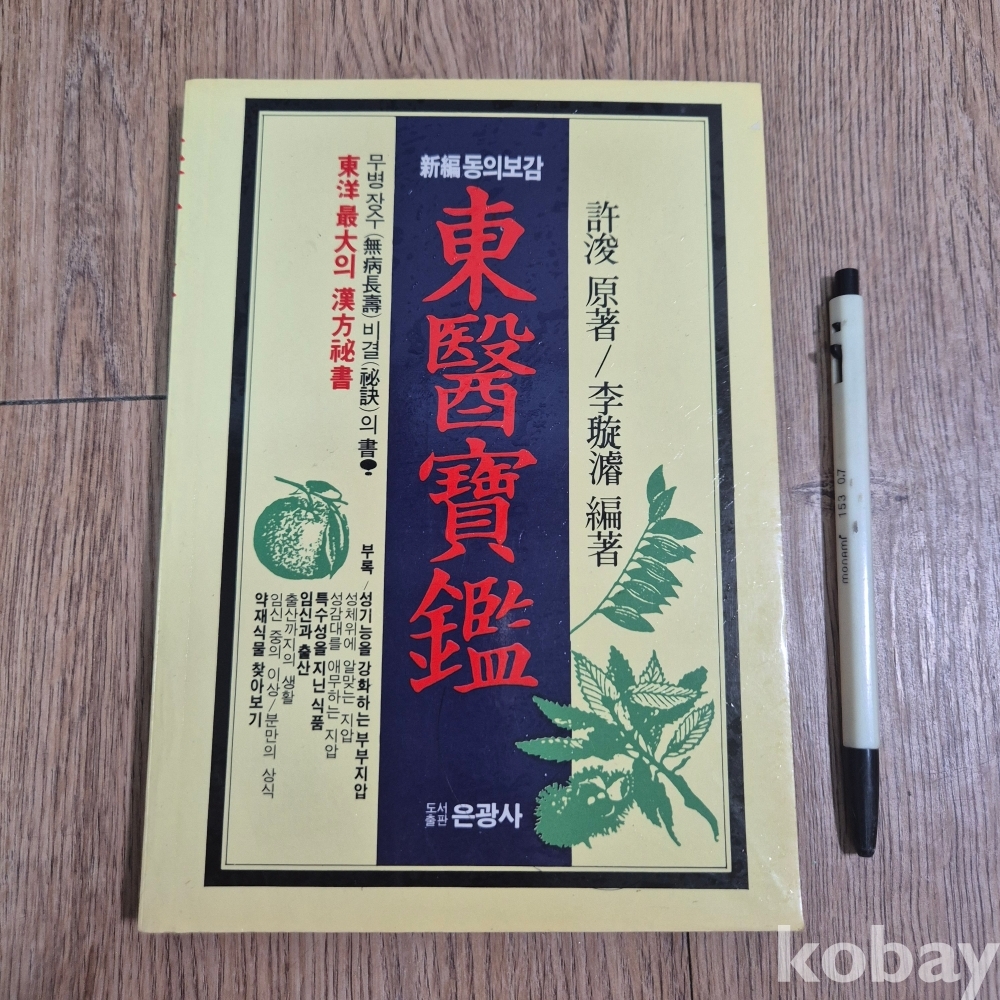 新編 동의보감
東醫寶鑑
許浚 原著/李璇濬 編著
무병장수(無病長壽)비결(祕訣)의 書!
東洋 最大의 漢方祕書
부록/성기능을 강화하는 부부지압
성체위에 알맞는 지압
성감대를 애무하는 지압
특수성을 지닌 식품
임신과 출산
출산까지의 생활
임신 중의 이상/분만의 상식
약재식물 찾아보기
도서출판 은광사
monami 153 0.7
kobay